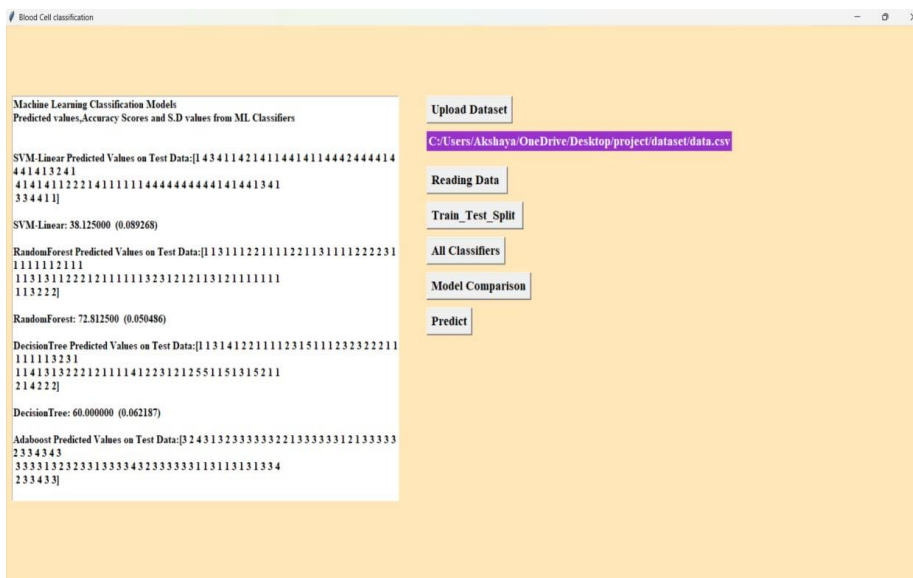 Blood Cell classification
Machine Learning Classification Models
Predicted values,Accuracy Scores and S.D values from ML Classifiers
SVM-Linear Predicted Values on Test Data:[1 4 3 4 1 1 4 2 1 4 1 1 4 4 1 4 1 1 4 4 4 2 4 4 4 4 1 4
4 4 1 4 1 3 2 4 1
4 1 4 1 4 1 1 2 2 2 1 4 1 1 1 1 1 1 4 4 4 4 4 4 4 4 4 4 1 4 1 4 4 1 3 4 1
3 3 4 4 1 1]
SVM-Linear: 38.125000 (0.089268)
RandomForest Predicted Values on Test Data:[1 1 3 1 1 1 2 2 1 1 1 1 2 2 1 1 3 1 1 1 1 2 2 2 2 3 1
1 1 1 1 1 1 2 1 1 1
1 1 3 1 3 1 1 2 2 2 1 2 1 1 1 1 1 1 3 2 3 1 2 1 2 1 1 3 1 2 1 1 1 1 1 1 1
1 1 3 2 2 2]
RandomForest: 72.812500 (0.050486)
DecisionTree Predicted Values on Test Data:[1 1 3 1 4 1 2 2 1 1 1 1 2 3 1 5 1 1 1 2 3 2 3 2 2 2 1 1
1 1 1 1 1 3 2 3 1
1 1 4 1 3 1 3 2 2 2 1 2 1 1 1 1 4 1 2 2 3 1 2 1 2 5 5 1 1 5 1 3 1 5 2 1 1
2 1 4 2 2 2]
DecisionTree: 60.000000 (0.062187)
Adaboost Predicted Values on Test Data:[3 2 4 3 1 3 2 3 3 3 3 3 3 2 2 1 3 3 3 3 3 3 1 2 1 3 3 3 3 3
2 3 3 4 3 4 3
3 3 3 3 1 3 2 3 2 3 3 1 3 3 3 3 4 3 2 3 3 3 3 3 3 1 1 3 1 1 3 1 3 1 3 3 4
2 3 3 4 3 3]
Upload Dataset
C:/Users/Akshaya/OneDrive/Desktop/project/dataset/data.csv
Reading Data
Train_Test_Split
All Classifiers
Model Comparison
Predict